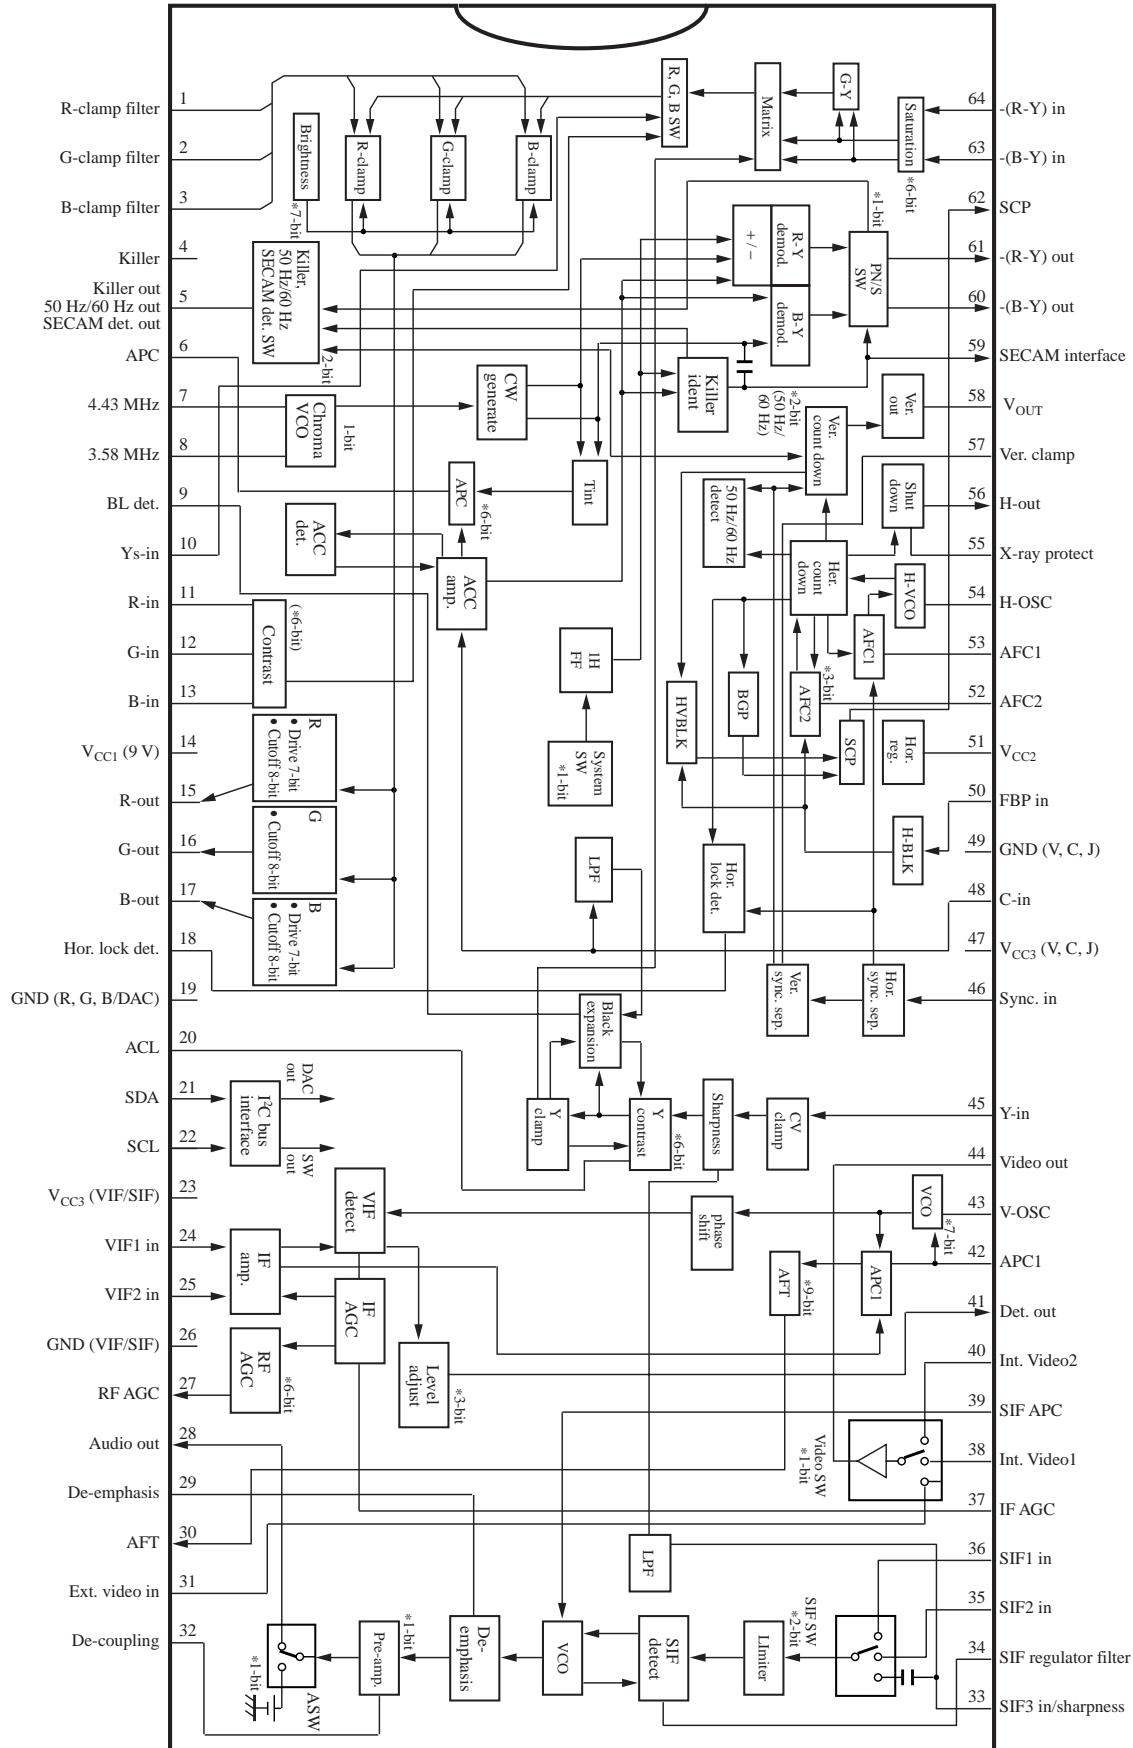 R-clamp filter
1
G-clamp filter
2
B-clamp filter
3
Killer
4
Killer out
50 Hz/60 Hz out
SECAM det. out
5
APC
6
4.43 MHz
7
3.58 MHz
8
BL det.
9
Ys-in
10
R-in
11
G-in
12
B-in
13
VCC1 (9 V)
14
R-out
15
G-out
16
B-out
17
Hor. lock det.
18
GND (R, G, B/DAC)
19
ACL
20
SDA
21
SCL
22
VCC3 (VIF/SIF)
23
VIF1 in
24
VIF2 in
25
GND (VIF/SIF)
26
RF AGC
27
Audio out
28
De-emphasis
29
AFT
30
Ext. video in
31
De-coupling
32
64
-(R-Y) in
63
-(B-Y) in
62
SCP
61
-(R-Y) out
60
-(B-Y) out
59
SECAM interface
58
VOUT
57
Ver. clamp
56
H-out
55
X-ray protect
54
H-OSC
53
AFC1
52
AFC2
51
VCC2
50
FBP in
49
GND (V, C, J)
48
C-in
47
VCC3 (V, C, J)
46
Sync. in
45
Y-in
44
Video out
43
V-OSC
42
APC1
41
Det. out
40
Int. Video2
39
SIF APC
38
Int. Video1
37
IF AGC
36
SIF1 in
35
SIF2 in
34
SIF regulator filter
33
SIF3 in/sharpness
R, G, B SW
Matrix
G-Y
Saturation
*6-bit
Brightness
*7-bit
R-clamp
G-clamp
B-clamp
Killer,
50 Hz/60 Hz
SECAM det. SW
2-bit
+/−
R-Y
demod.
B-Y
demod.
PN/S
SW
*1-bit
Chroma
VCO
1-bit
CW
generate
Killer
ident
*2-bit
(50 Hz/
60 Hz)
Ver.
count down
Ver.
out
Tint
APC
*6-bit
ACC
det.
ACC
amp.
50 Hz/60 Hz
detect
Shut
down
Her.
count
down
H-VCO
AFC1
Contrast
(*6-bit)
1H
FF
System
SW
*1-bit
HVBLK
BGP
AFC2
*3-bit
SCP
Hor.
reg.
H-BLK
R
• Drive 7-bit
• Cutoff 8-bit
G
• Cutoff 8-bit
B
• Drive 7-bit
• Cutoff 8-bit
LPF
Hor.
lock det.
Ver.
sync. sep.
Hor.
sync. sep.
Black
expansion
Y
clamp
Y
contrast
*6-bit
Sharpness
CV
clamp
I2C bus
interface
DAC
out
SW
out
VIF
detect
IF
amp.
IF
AGC
RF
AGC
*6-bit
Level
adjust
*3-bit
phase
shift
VCO
*7-bit
AFT
*9-bit
APC1
Video SW
*1-bit
LPF
ASW
*1-bit
Pre-amp.
*1-bit
De-
emphasis
VCO
SIF
detect
LImiter
SIF SW
*2-bit